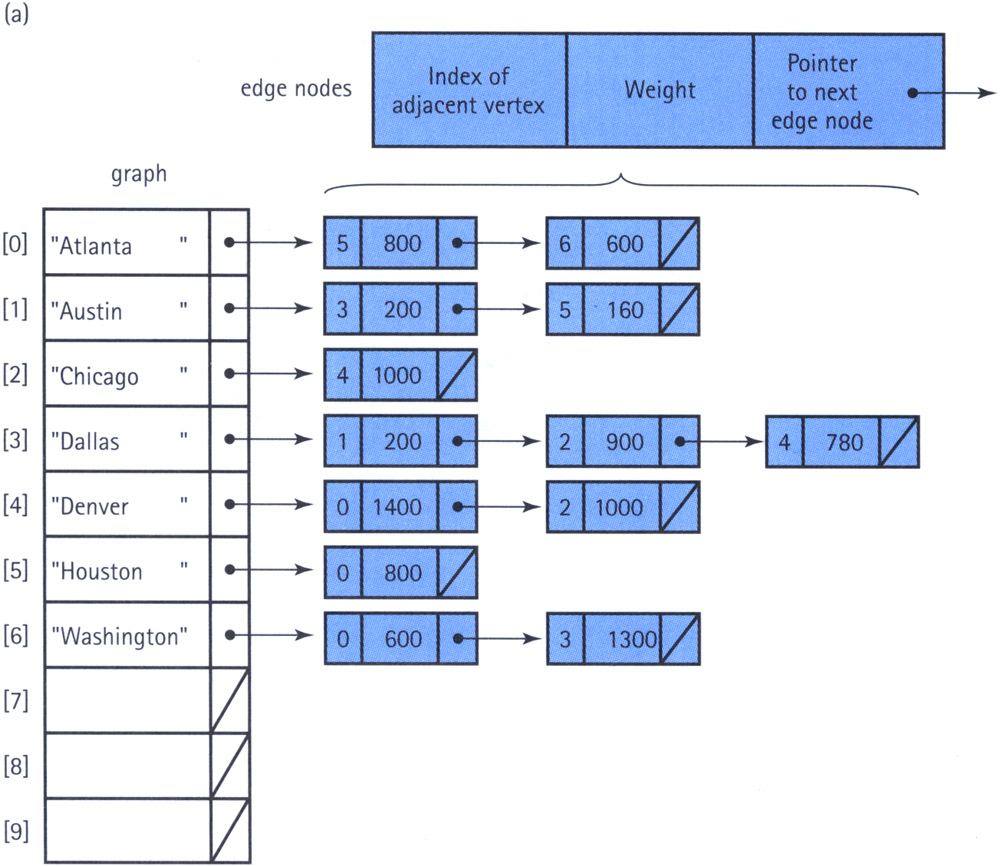 (a)
edge nodes
Index of
adjacent vertex
Weight
Pointer
to next
edge node
graph
[0] "Atlanta " 5 800 6 600
[1] "Austin " 3 200 5 160
[2] "Chicago " 4 1000
[3] "Dallas " 1 200 2 900 4 780
[4] "Denver " 0 1400 2 1000
[5] "Houston " 0 800
[6] "Washington" 0 600 3 1300
[7]
[8]
[9]